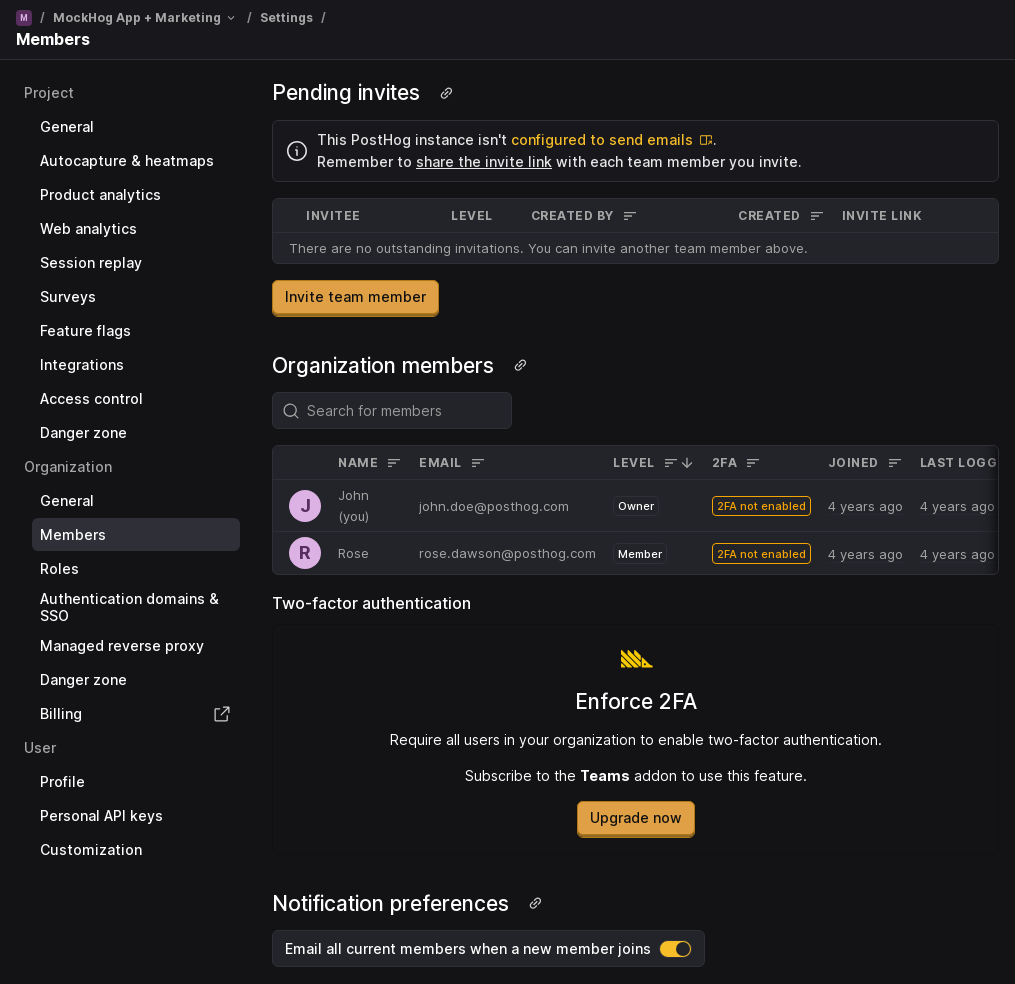 M / MockHog App + Marketing / Settings /
Members
Project
General
Autocapture & heatmaps
Product analytics
Web analytics
Session replay
Surveys
Feature flags
Integrations
Access control
Danger zone
Organization
General
Members
Roles
Authentication domains &
SSO
Managed reverse proxy
Danger zone
Billing
User
Profile
Personal API keys
Customization
Pending invites
This PostHog instance isn't configured to send emails .
Remember to share the invite link with each team member you invite.
INVITEE LEVEL CREATED BY CREATED INVITE LINK
There are no outstanding invitations. You can invite another team member above.
Invite team member
Organization members
Search for members
NAME EMAIL LEVEL 2FA JOINED LAST LOGG
J John (you) john.doe@posthog.com Owner 2FA not enabled 4 years ago 4 years ago
R Rose rose.dawson@posthog.com Member 2FA not enabled 4 years ago 4 years ago
Two-factor authentication
Enforce 2FA
Require all users in your organization to enable two-factor authentication.
Subscribe to the Teams addon to use this feature.
Upgrade now
Notification preferences
Email all current members when a new member joins